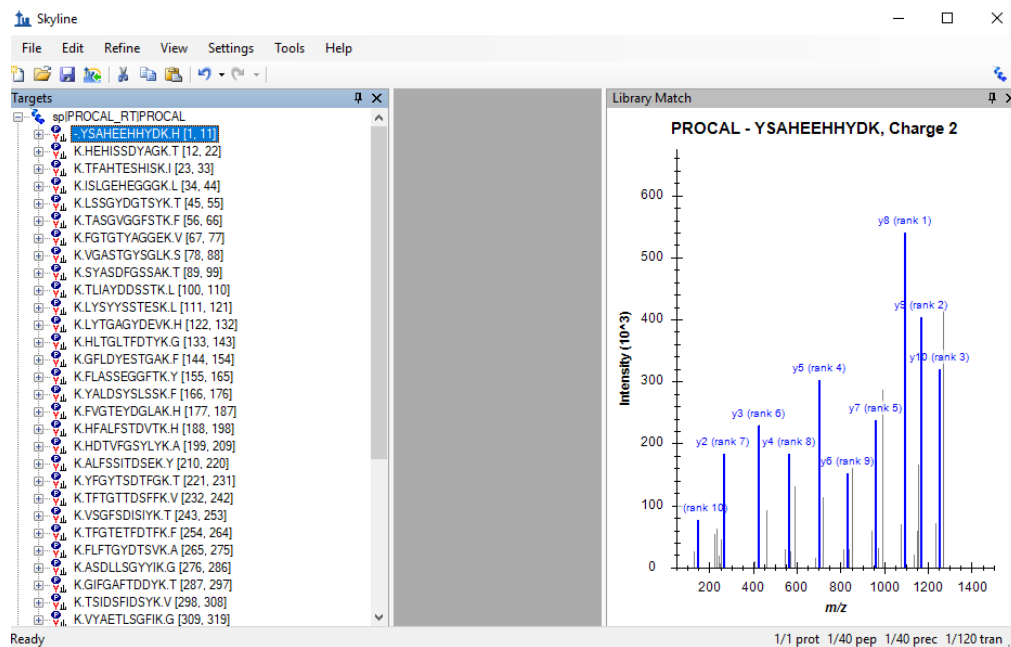 Skyline
File Edit Refine View Settings Tools Help
Targets
sp|PROCAL_RT|PROCAL
-.YSAHEEHHYDK.H [1, 11]
K.HEHISSDYAGK.T [12, 22]
K.TFAHTESHISK.I [23, 33]
K.ISLGEHEGGGK.L [34, 44]
K.LSSGYDGTSYK.T [45, 55]
K.TASGVGGFSTK.F [56, 66]
K.FGTGTYAGGEK.V [67, 77]
K.VGASTGYSGLK.S [78, 88]
K.SYASDFGSSAK.T [89, 99]
K.TLIAYDDSSTK.L [100, 110]
K.LYSYYSSTESK.L [111, 121]
K.LYTGAGYDEVK.H [122, 132]
K.HLTGLTFDTYK.G [133, 143]
K.GFLDYESTGAK.F [144, 154]
K.FLASSEGGFTK.Y [155, 165]
K.YALDSYSLSSK.F [166, 176]
K.FVGTEYDGLAK.H [177, 187]
K.HFALFSTDVTK.H [188, 198]
K.HDTVFGSYLYK.A [199, 209]
K.ALFSSITDSEK.Y [210, 220]
K.YFGYTSDTFGK.T [221, 231]
K.TFTGTTDSFFK.V [232, 242]
K.VSGFSDISIYK.T [243, 253]
K.TFGTETFDTFK.F [254, 264]
K.FLFTGYDTSVK.A [265, 275]
K.ASDLLSGYYIK.G [276, 286]
K.GIFGAFTDDYK.T [287, 297]
K.TSIDSFIDSYK.V [298, 308]
K.VYAETLSGFIK.G [309, 319]
Library Match
PROCAL - YSAHEEHHYDK, Charge 2
Intensity (10^3)
600
500
400
300
200
100
0
y8 (rank 1)
y9 (rank 2)
y10 (rank 3)
y5 (rank 4)
y7 (rank 5)
y3 (rank 6)
y2 (rank 7)
y4 (rank 8)
y6 (rank 9)
(rank 10)
200 400 600 800 1000 1200 1400
m/z
Ready
1/1 prot 1/40 pep 1/40 prec 1/120 tran